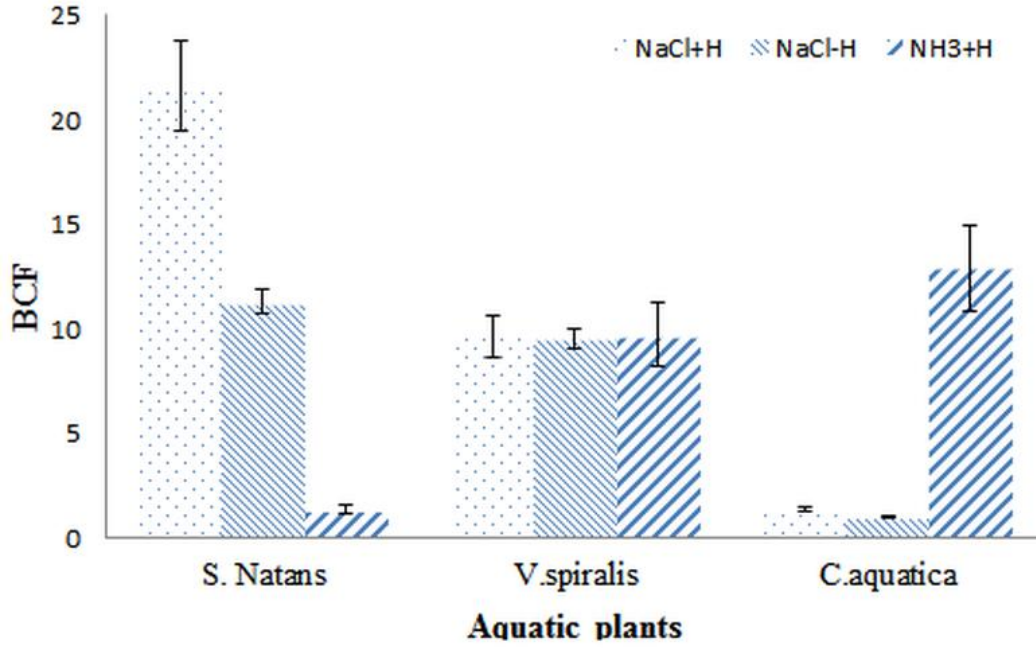 25
NaCl+H NaCl-H NH3+H
20
15
BCF
10
5
0
S. Natans V.spiralis C.aquatica
Aquatic plants